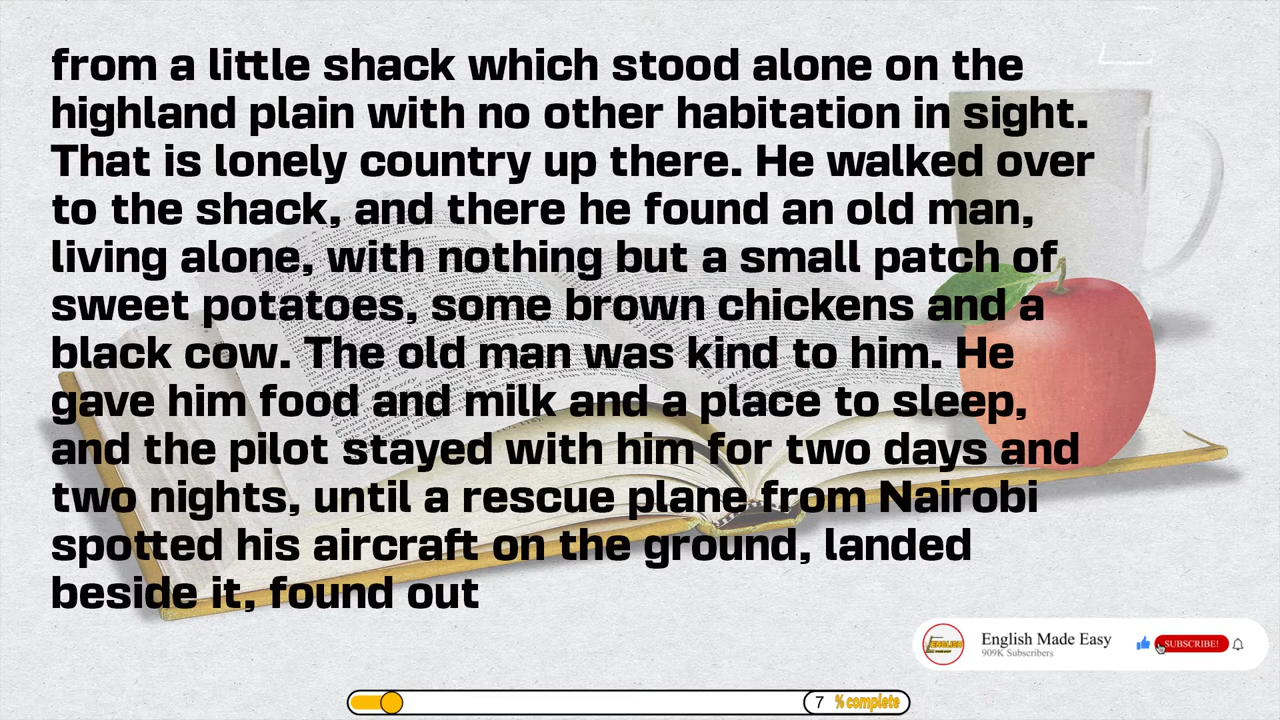 from a little shack which stood alone on the
highland plain with no other habitation in sight.
That is lonely country up there. He walked over
to the shack, and there he found an old man,
living alone, with nothing but a small patch of
sweet potatoes, some brown chickens and a
black cow. The old man was kind to him. He
gave him food and milk and a place to sleep,
and the pilot stayed with him for two days and
two nights, until a rescue plane from Nairobi
spotted his aircraft on the ground, landed
beside it, found out
English Made Easy
909K Subscribers
SUBSCRIBE!
7 % complete